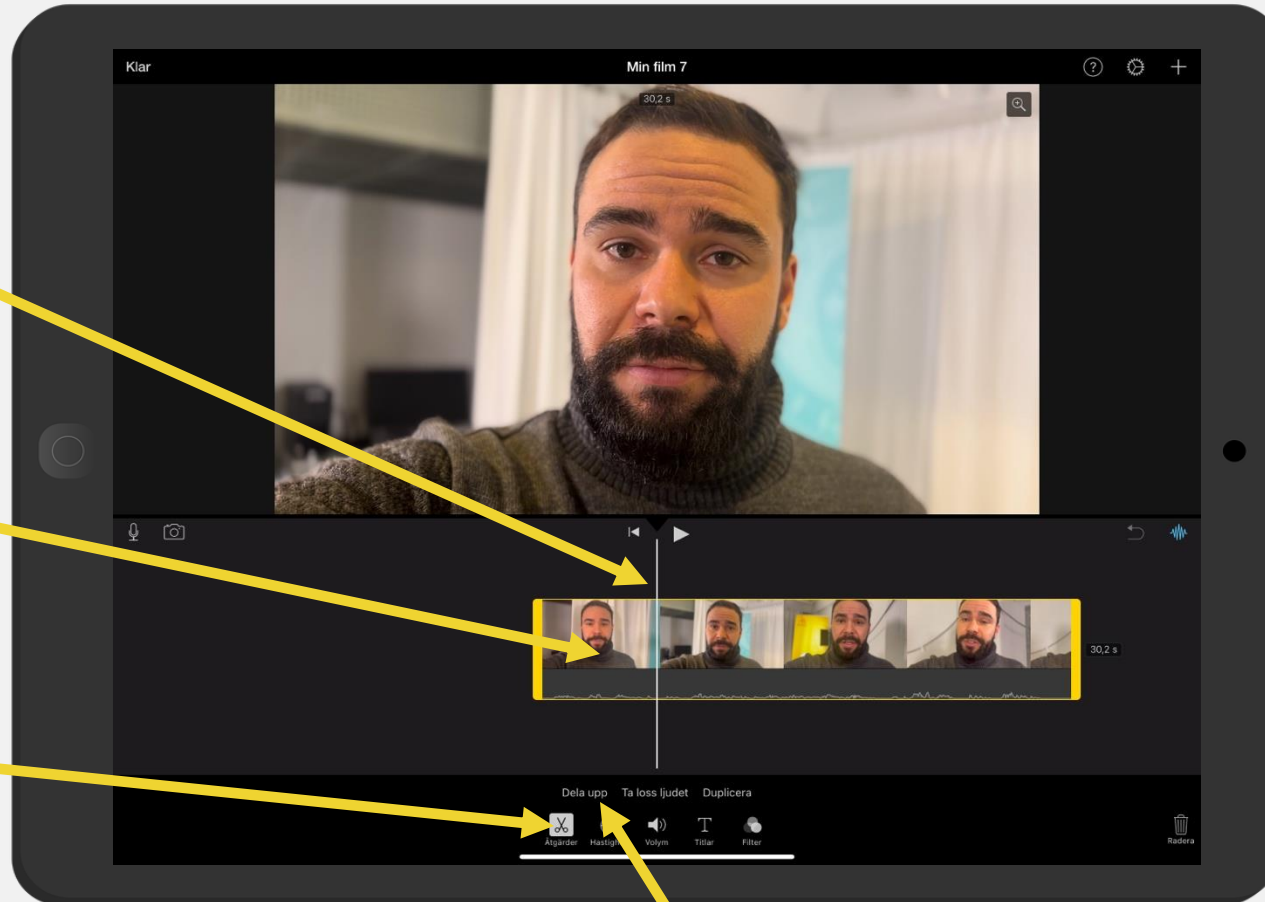 Klar
Min film 7
?
30,2 s
30,2 s
Dela upp Ta loss ljudet Duplicera
Åtgärder Hastigh Volym Titlar Filter
T
Radera